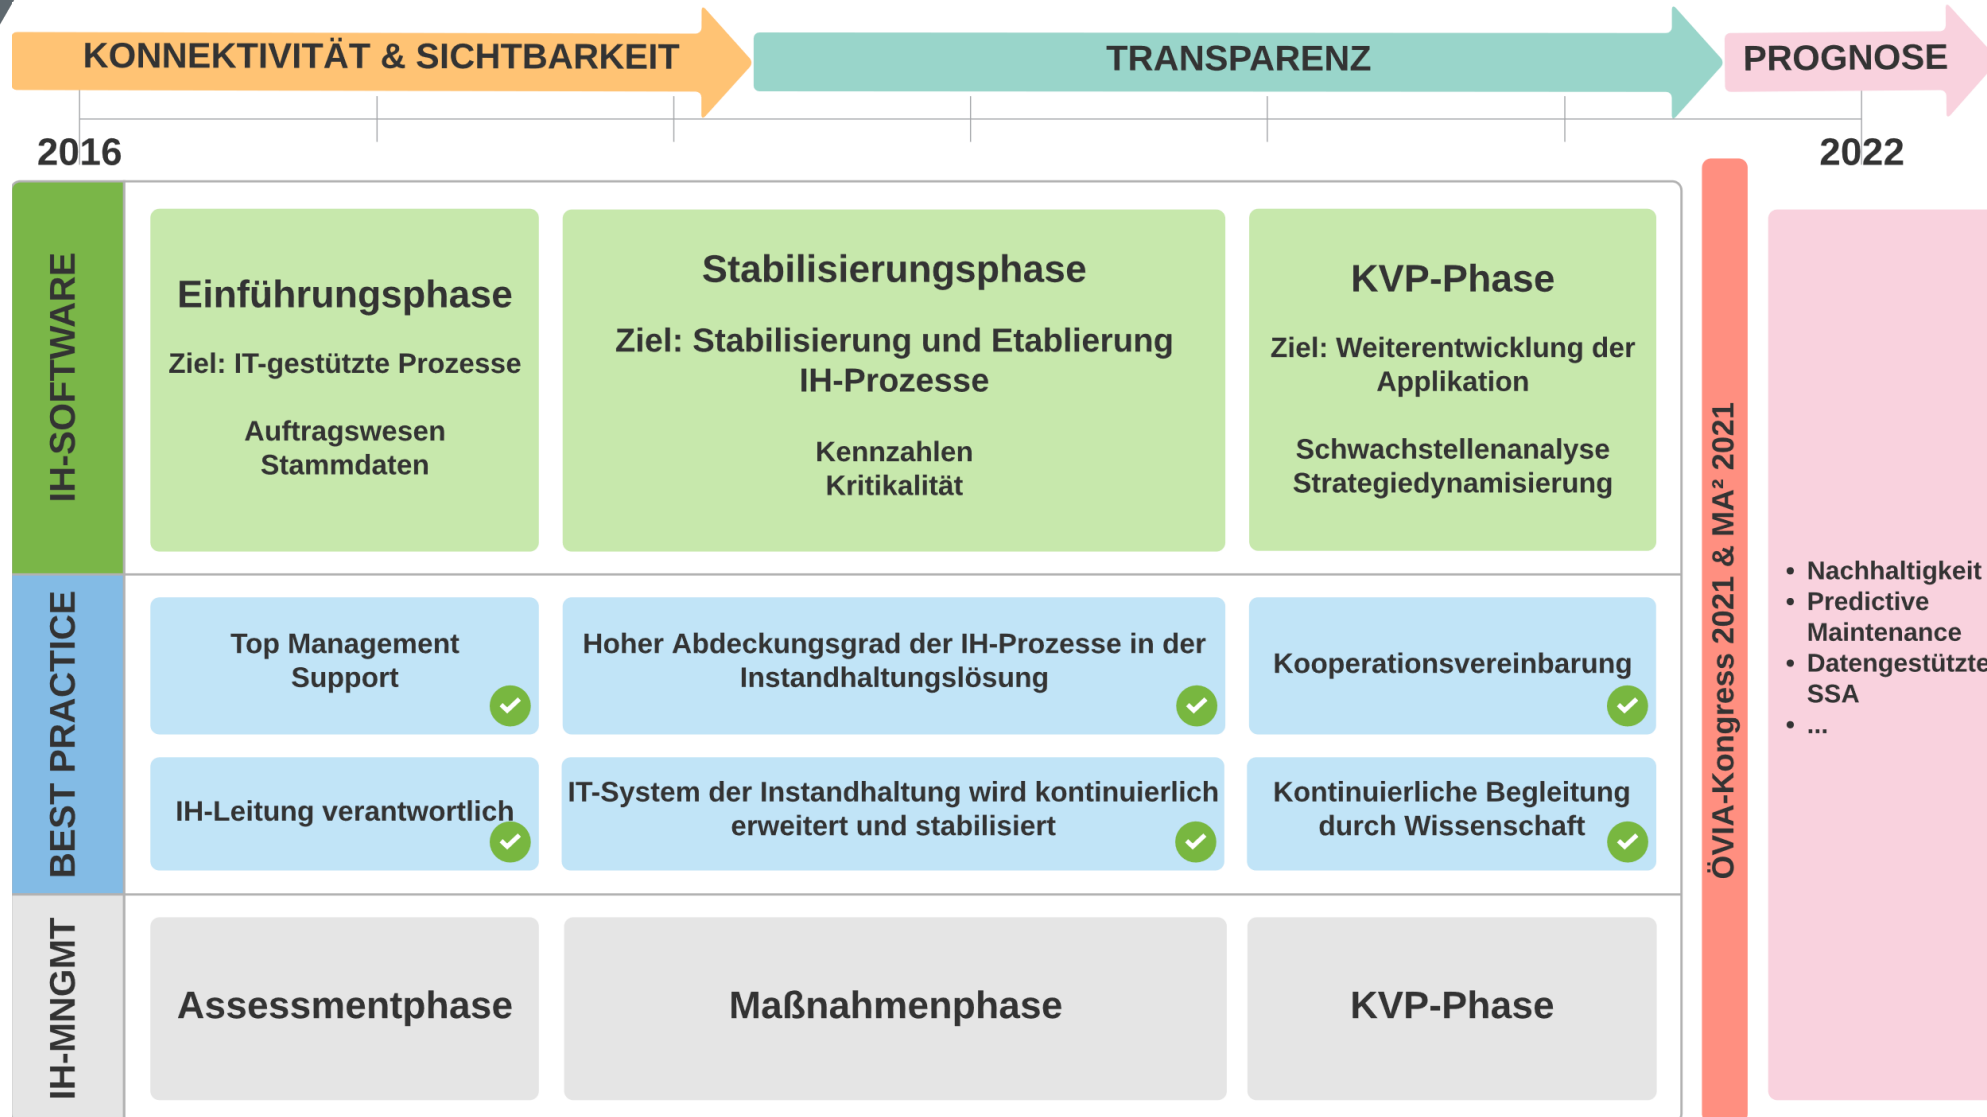 KONNEKTIVITÄT & SICHTBARKEIT
TRANSPARENZ
PROGNOSE
2016
2022
IH-SOFTWARE
Einführungsphase
Ziel: IT-gestützte Prozesse
Auftragswesen
Stammdaten
Stabilisierungsphase
Ziel: Stabilisierung und Etablierung
IH-Prozesse
Kennzahlen
Kritikalität
KVP-Phase
Ziel: Weiterentwicklung der
Applikation
Schwachstellenanalyse
Strategiedynamisierung
BEST PRACTICE
Top Management
Support
Hoher Abdeckungsgrad der IH-Prozesse in der
Instandhaltungslösung
Kooperationsvereinbarung
IH-Leitung verantwortlich
IT-System der Instandhaltung wird kontinuierlich
erweitert und stabilisiert
Kontinuierliche Begleitung
durch Wissenschaft
IH-MNGMT
Assessmentphase
Maßnahmenphase
KVP-Phase
ÖVIA-Kongress 2021 & MA² 2021
• Nachhaltigkeit
• Predictive
Maintenance
• Datengestützte
SSA
• ...